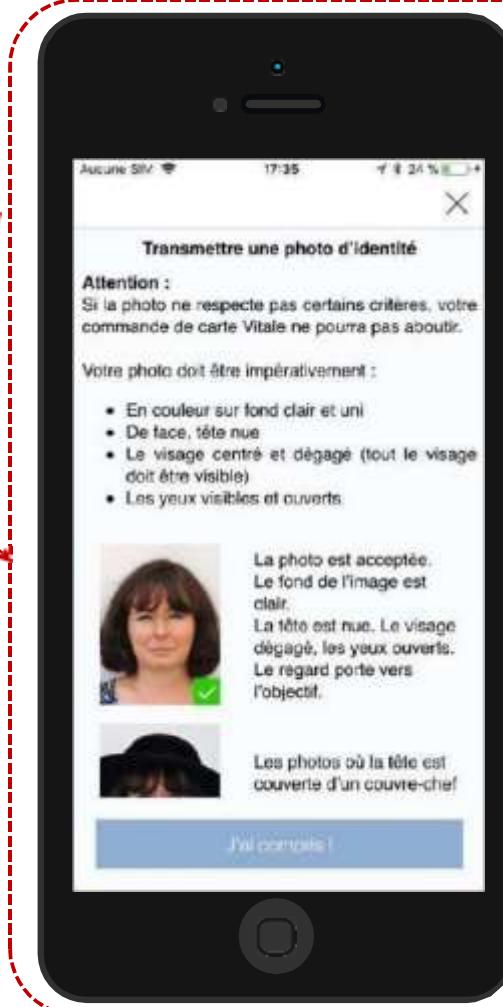 Aucune SIM 17:35 24 %
Transmettre une photo d'identité
Attention :
Si la photo ne respecte pas certains critères, votre
commande de carte Vitale ne pourra pas aboutir.
Votre photo doit être impérativement :
• En couleur sur fond clair et uni
• De face, tête nue
• Le visage centré et dégagé (tout le visage
doit être visible)
• Les yeux visibles et ouverts
La photo est acceptée.
Le fond de l'image est
clair.
La tête est nue. Le visage
dégagé, les yeux ouverts.
Le regard porte vers
l'objectif.
Les photos où la tête est
couverte d'un couvre-chef
J'ai compris !